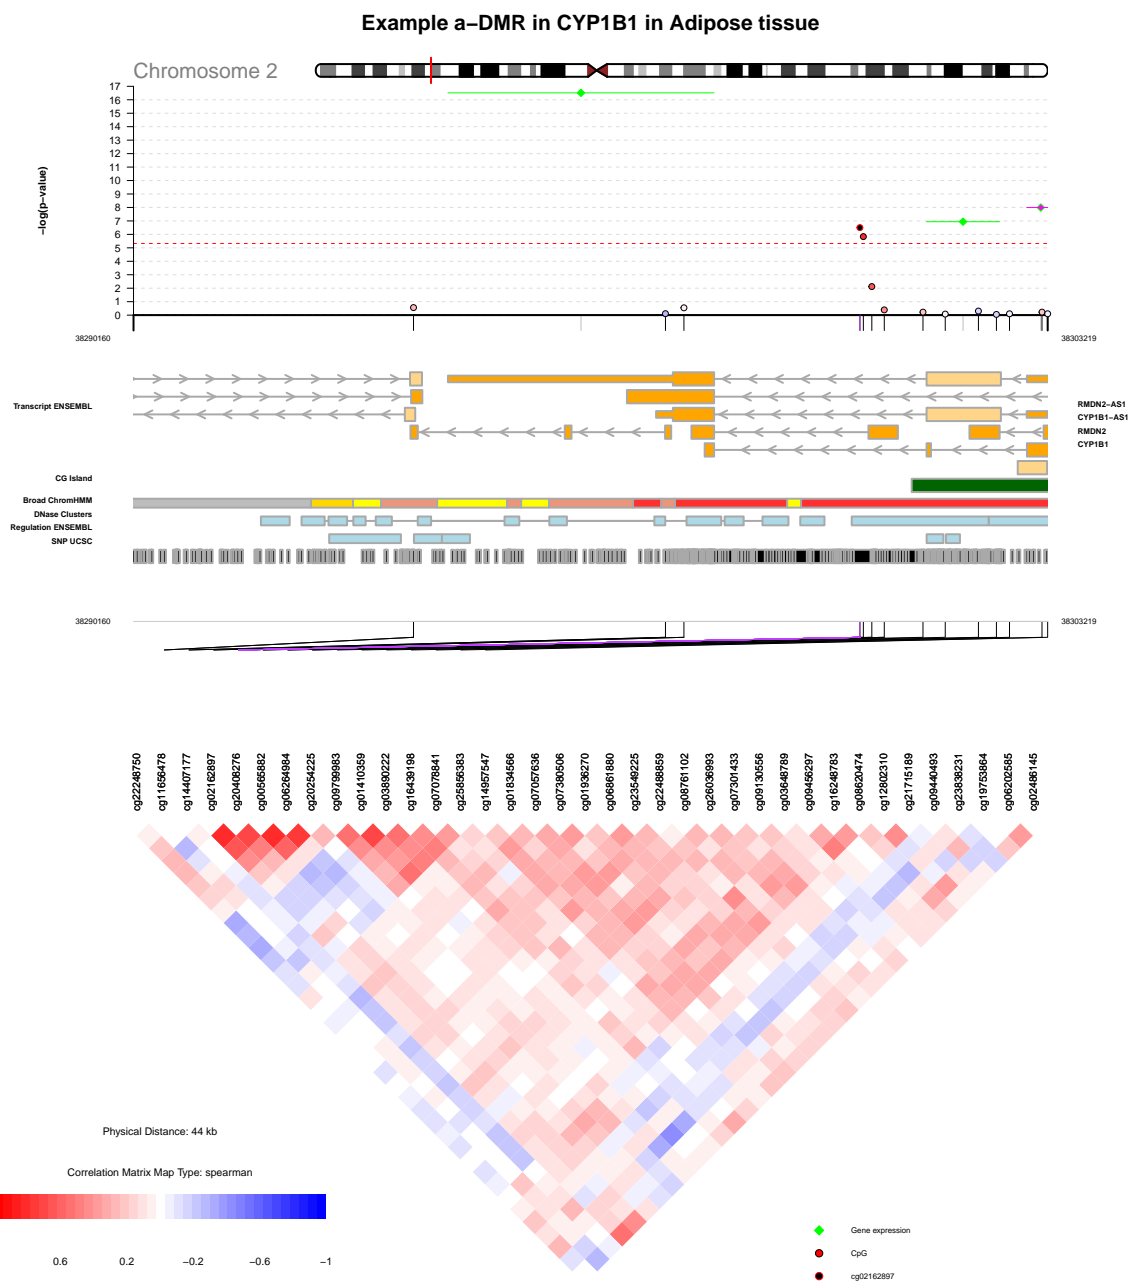 Example a−DMR in CYP1B1 in Adipose tissue
Chromosome 2
−log(p−value)
17
16
15
14
13
12
11
10
9
8
7
6
5
4
3
2
1
0
38290160
38303219
Transcript ENSEMBL
RMDN2−AS1
CYP1B1−AS1
RMDN2
CYP1B1
CG Island
Broad ChromHMM
DNase Clusters
Regulation ENSEMBL
SNP UCSC
38290160
38303219
cg22248750
cg11656478
cg14407177
cg02162897
cg20406276
cg00565882
cg06264984
cg20254225
cg09799983
cg01410359
cg03890222
cg16439198
cg07078841
cg25856383
cg14957547
cg01834566
cg07057636
cg07380506
cg01936270
cg06861880
cg23549225
cg22488659
cg08761102
cg26036993
cg07301433
cg09130556
cg03648789
cg09456297
cg16248783
cg08620474
cg12802310
cg21715189
cg09440493
cg23838231
cg19753864
cg06202585
cg02486145
Physical Distance: 44 kb
Correlation Matrix Map Type: spearman
0.6
0.2
−0.2
−0.6
−1
Gene expression
CpG
cg02162897